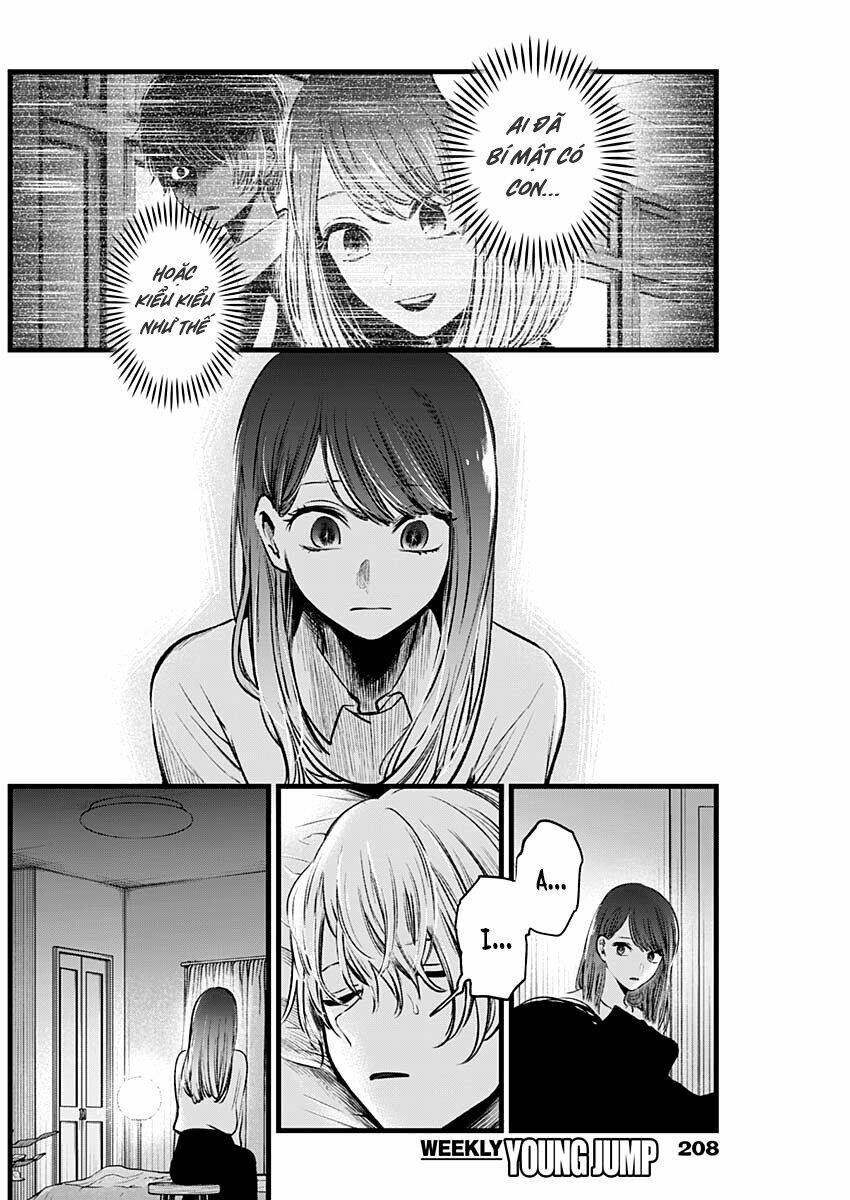 AI ĐÃ
BÍ MẬT CÓ
CON...
HOẶC
KIỂU KIỂU
NHƯ THẾ
A...
I...
WEEKLY YOUNG JUMP 208